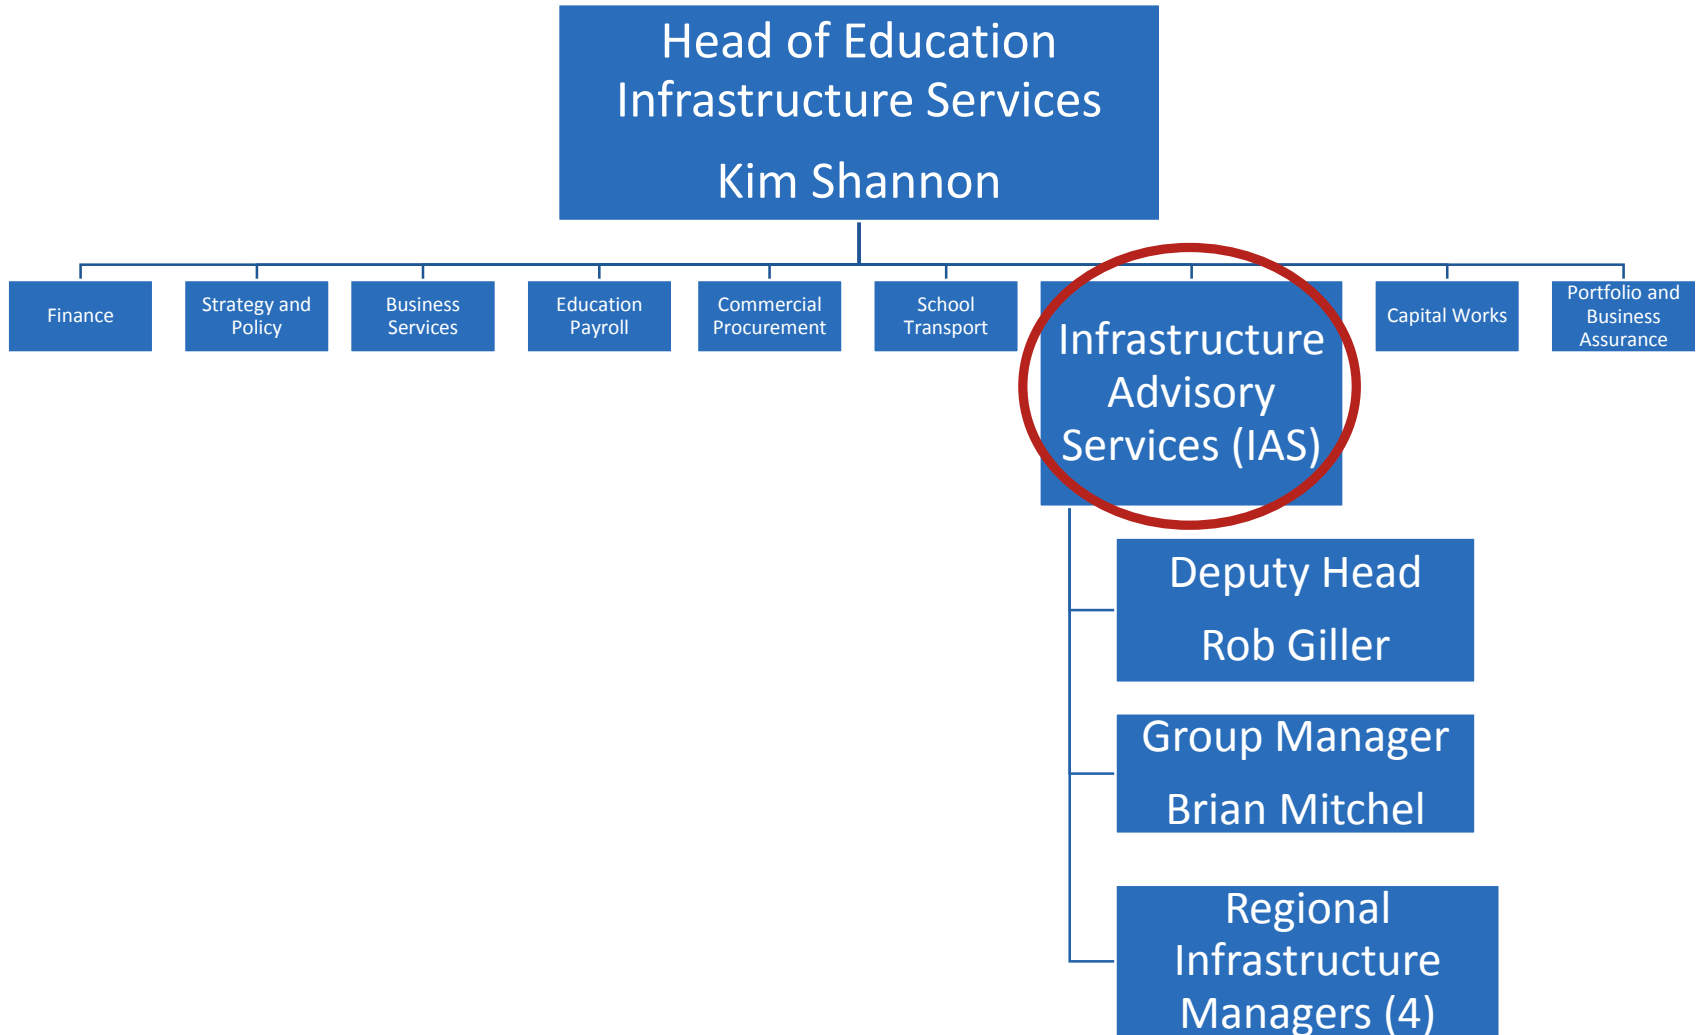 Head of Education
Infrastructure Services
Kim Shannon
Finance
Strategy and
Policy
Business
Services
Education
Payroll
Commercial
Procurement
School
Transport
Infrastructure
Advisory
Services (IAS)
Capital Works
Portfolio and
Business
Assurance
Deputy Head
Rob Giller
Group Manager
Brian Mitchel
Regional
Infrastructure
Managers (4)